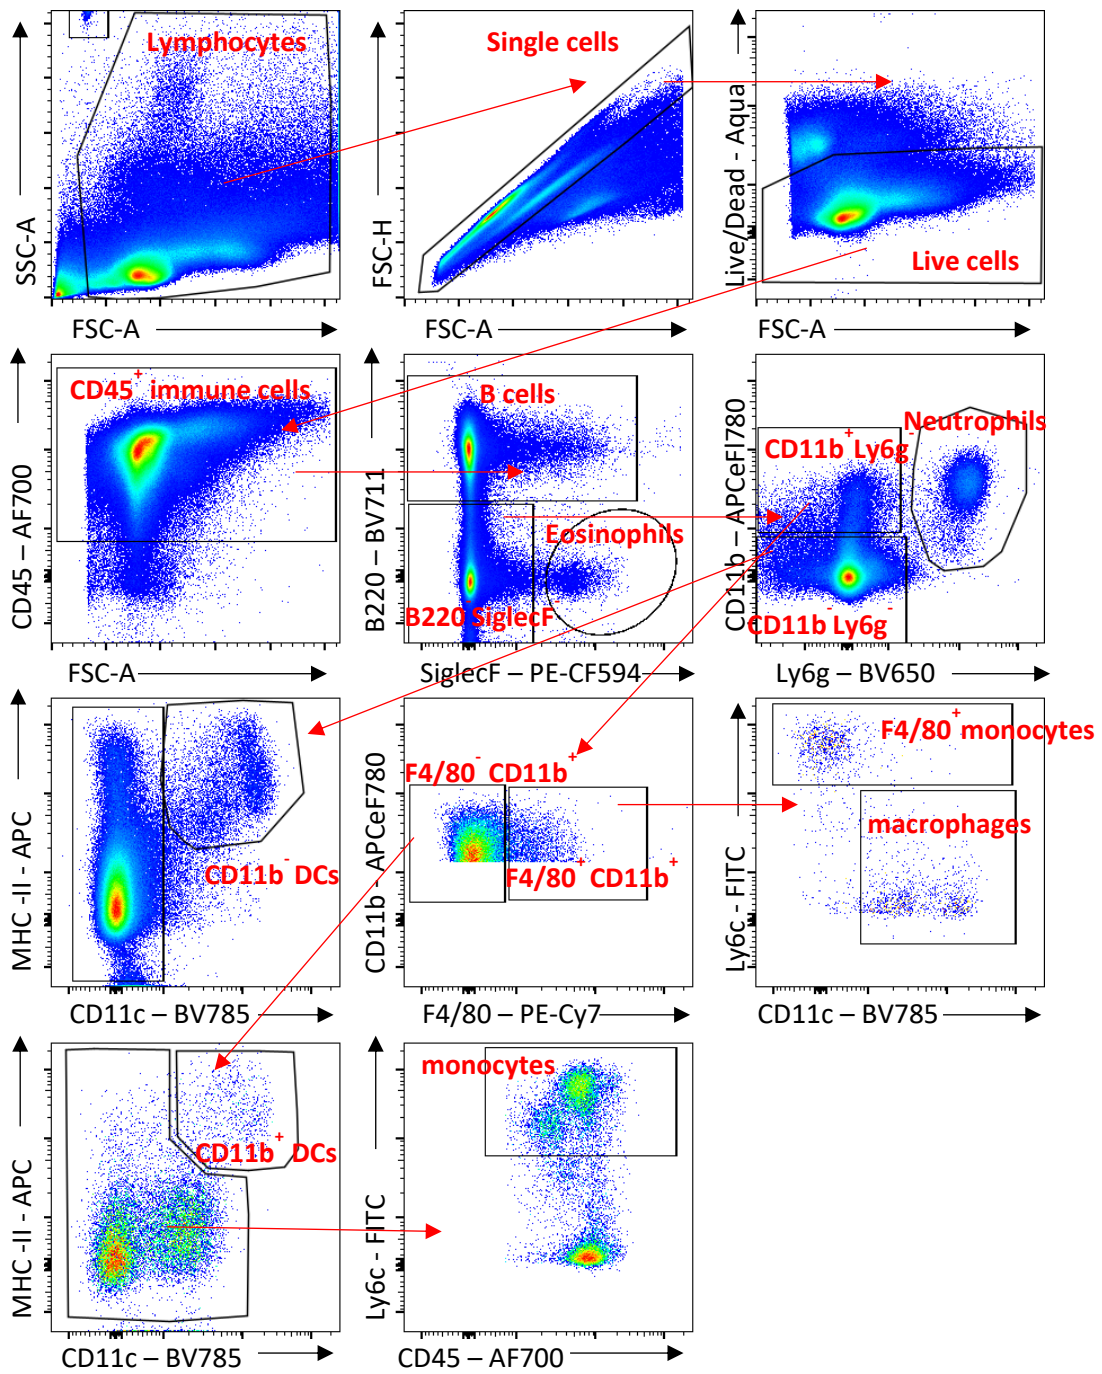 Lymphocytes
SSC-A
FSC-A
Single cells
FSC-H
FSC-A
Live/Dead - Aqua
Live cells
FSC-A
CD45⁺ immune cells
CD45 – AF700
FSC-A
B cells
Eosinophils
B220⁻SiglecF⁻
B220 – BV711
SiglecF – PE-CF594
Neutrophils
CD11b⁺Ly6g⁻
CD11b⁻Ly6g⁻
CD11b – APCeFl780
Ly6g – BV650
CD11b⁻ DCs
MHC -II - APC
CD11c – BV785
F4/80⁻ CD11b⁺
F4/80⁺ CD11b⁺
CD11b - APCeF780
F4/80 – PE-Cy7
F4/80⁺ monocytes
macrophages
Ly6c - FITC
CD11c – BV785
CD11b⁺ DCs
MHC -II - APC
CD11c – BV785
monocytes
Ly6c - FITC
CD45 – AF700